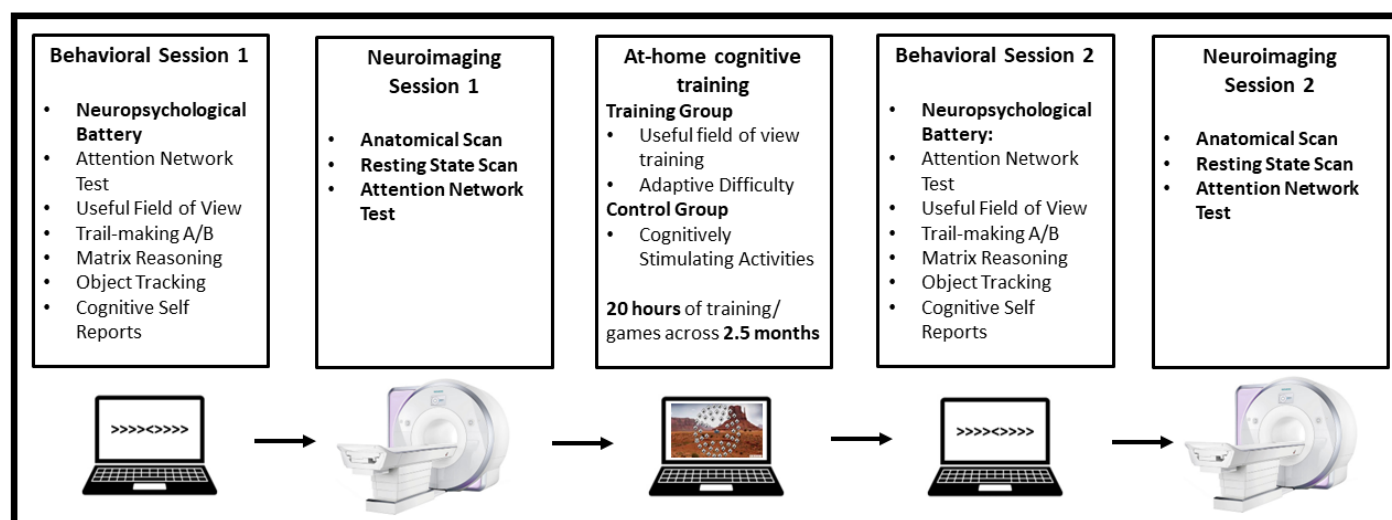 Behavioral Session 1
• Neuropsychological
Battery
• Attention Network
Test
• Useful Field of View
• Trail-making A/B
• Matrix Reasoning
• Object Tracking
• Cognitive Self
Reports
Neuroimaging
Session 1
• Anatomical Scan
• Resting State Scan
• Attention Network
Test
At-home cognitive
training
Training Group
• Useful field of view
training
• Adaptive Difficulty
Control Group
• Cognitively
Stimulating Activities
20 hours of training/
games across 2.5 months
Behavioral Session 2
• Neuropsychological
Battery:
• Attention Network
Test
• Useful Field of View
• Trail-making A/B
• Matrix Reasoning
• Object Tracking
• Cognitive Self
Reports
Neuroimaging
Session 2
• Anatomical Scan
• Resting State Scan
• Attention Network
Test
>>>><>>>>
>>>><>>>>